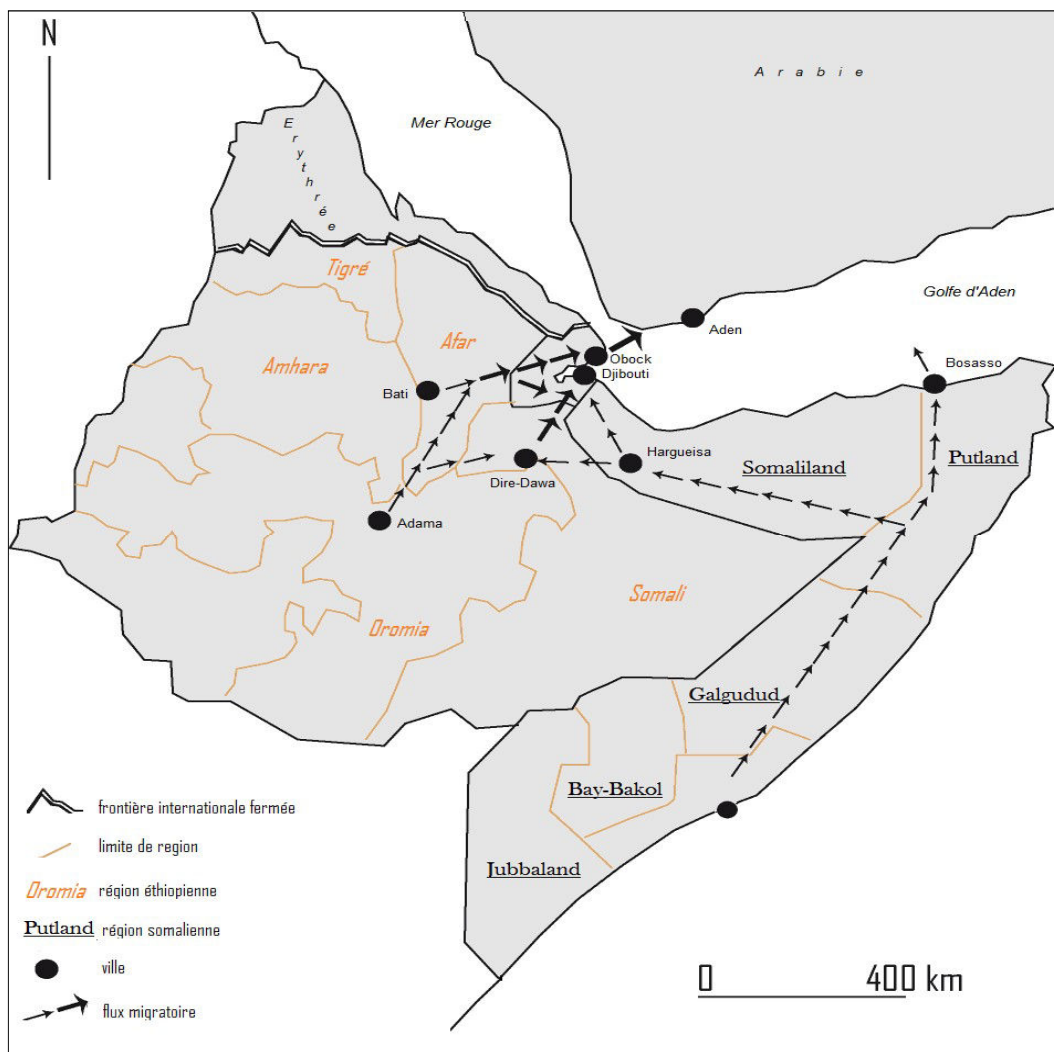 N
Arabie
Mer Rouge
Erythrée
Golfe d'Aden
Tigré
Aden
Afar
Obock
Bosasso
Amhara
Djibouti
Bati
Hargueisa
Somaliland
Putland
Dire-Dawa
Adama
Somali
Oromia
Galgudud
Bay-Bakol
Jubbaland
frontière internationale fermée
limite de region
Oromia région éthiopienne
Putland région somalienne
ville
flux migratoire
0 400 km